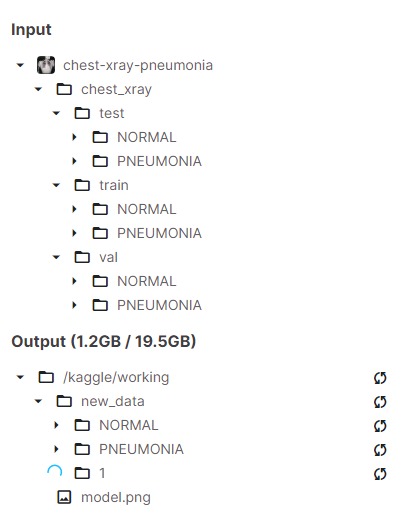 Input
chest-xray-pneumonia
chest_xray
test
NORMAL
PNEUMONIA
train
NORMAL
PNEUMONIA
val
NORMAL
PNEUMONIA
Output (1.2GB / 19.5GB)
/kaggle/working
new_data
NORMAL
PNEUMONIA
1
model.png